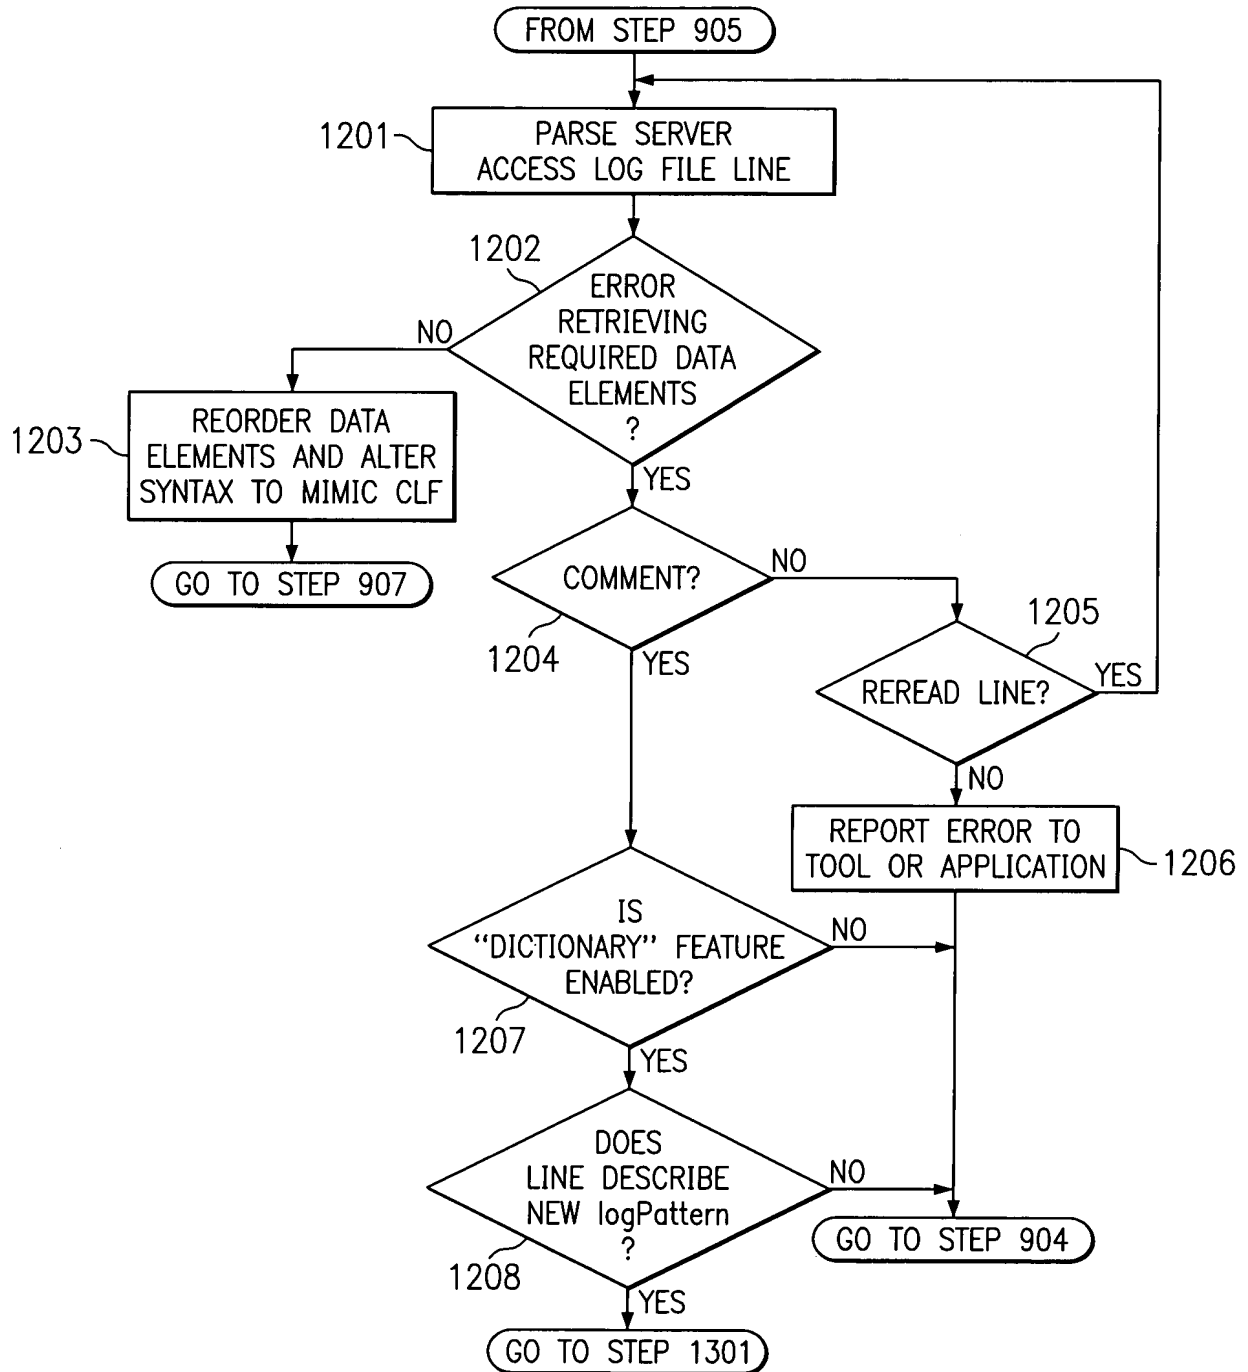 FROM STEP 905
1201
PARSE SERVER
ACCESS LOG FILE LINE
1202
ERROR
RETRIEVING
REQUIRED DATA
ELEMENTS
?
NO
YES
1203
REORDER DATA
ELEMENTS AND ALTER
SYNTAX TO MIMIC CLF
GO TO STEP 907
COMMENT?
NO
1204
YES
1205
REREAD LINE?
YES
NO
REPORT ERROR TO
TOOL OR APPLICATION
1206
IS
“DICTIONARY” FEATURE
ENABLED?
NO
1207
YES
DOES
LINE DESCRIBE
NEW logPattern
?
NO
1208
YES
GO TO STEP 904
GO TO STEP 1301